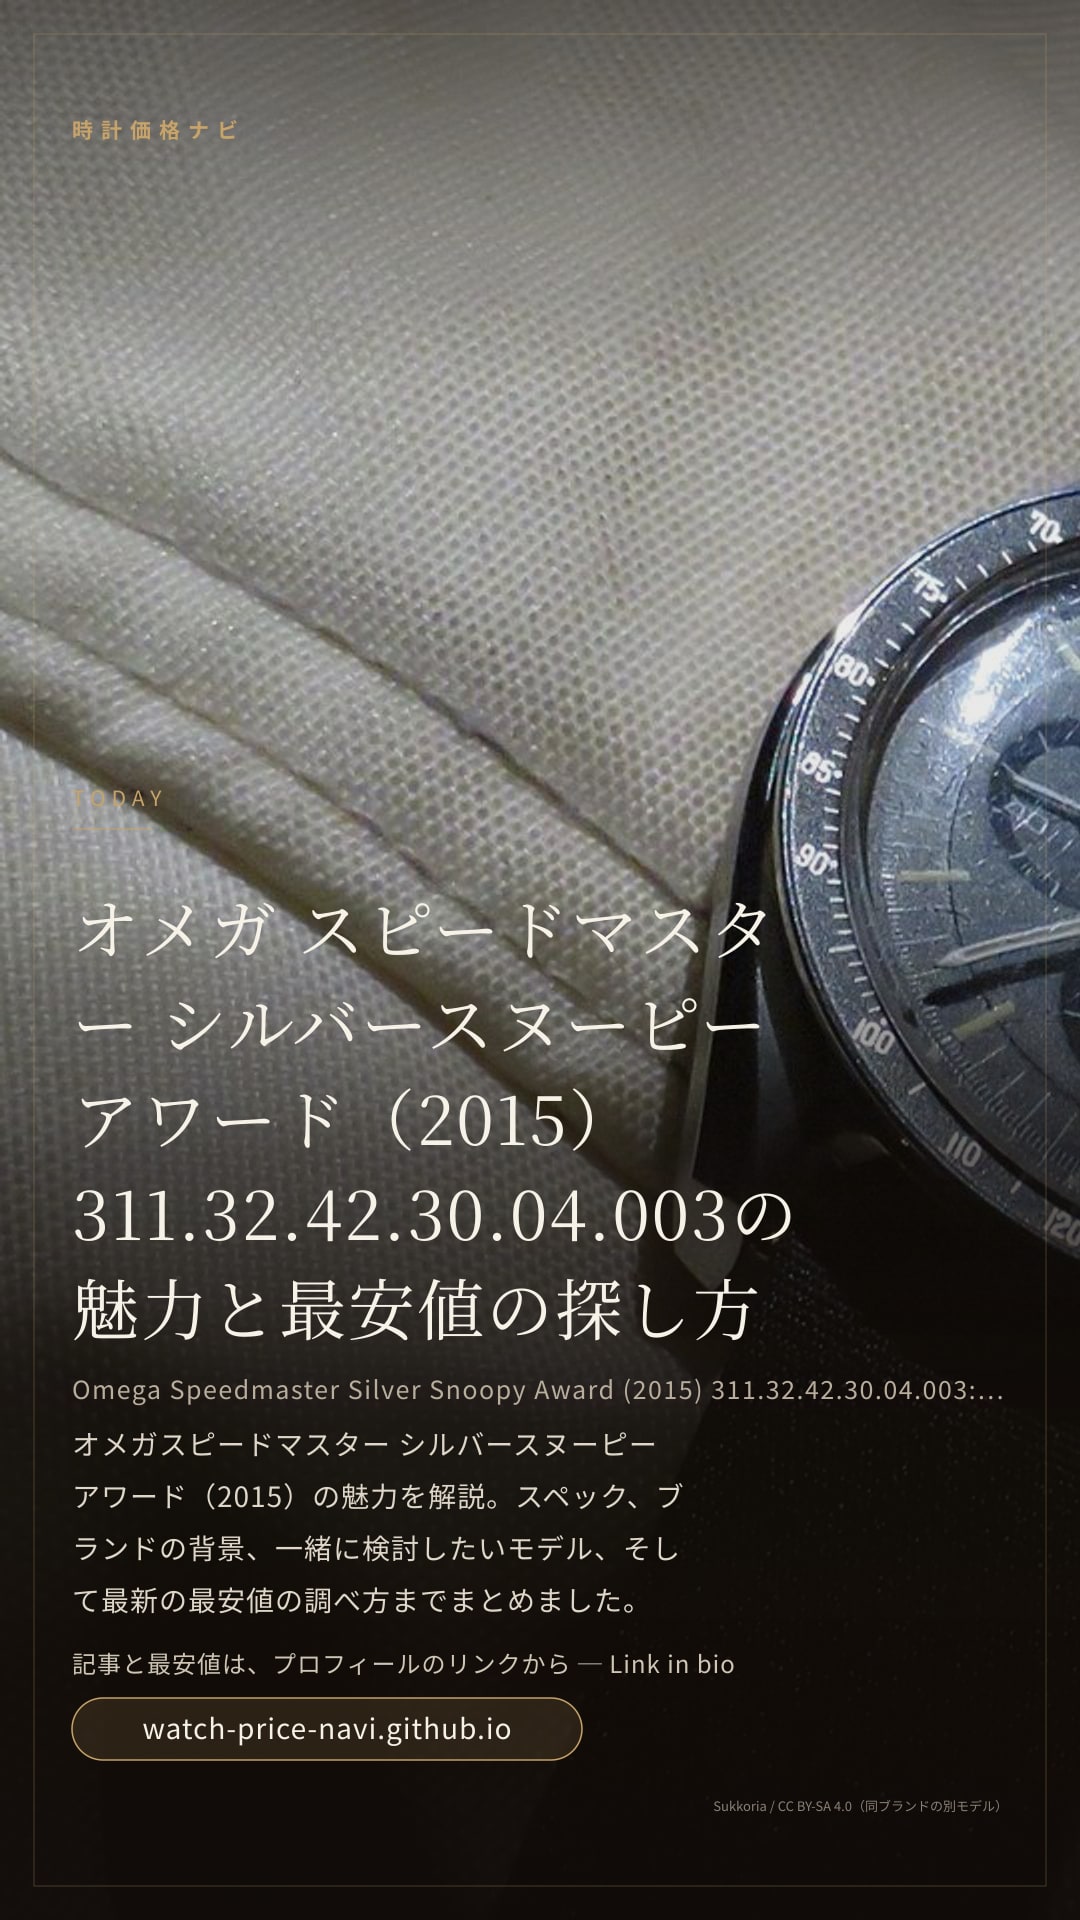 時計価格ナビ
TODAY
オメガ スピードマスタ
ー シルバースヌーピー
アワード（2015）
311.32.42.30.04.003の
魅力と最安値の探し方
Omega Speedmaster Silver Snoopy Award (2015) 311.32.42.30.04.003:…
オメガスピードマスター シルバースヌーピー
アワード（2015）の魅力を解説。スペック、ブ
ランドの背景、一緒に検討したいモデル、そし
て最新の最安値の調べ方までまとめました。
記事と最安値は、プロフィールのリンクから — Link in bio
watch-price-navi.github.io
Sukkoria / CC BY-SA 4.0（同ブランドの別モデル）
70
75
80
85
90
100
110
120